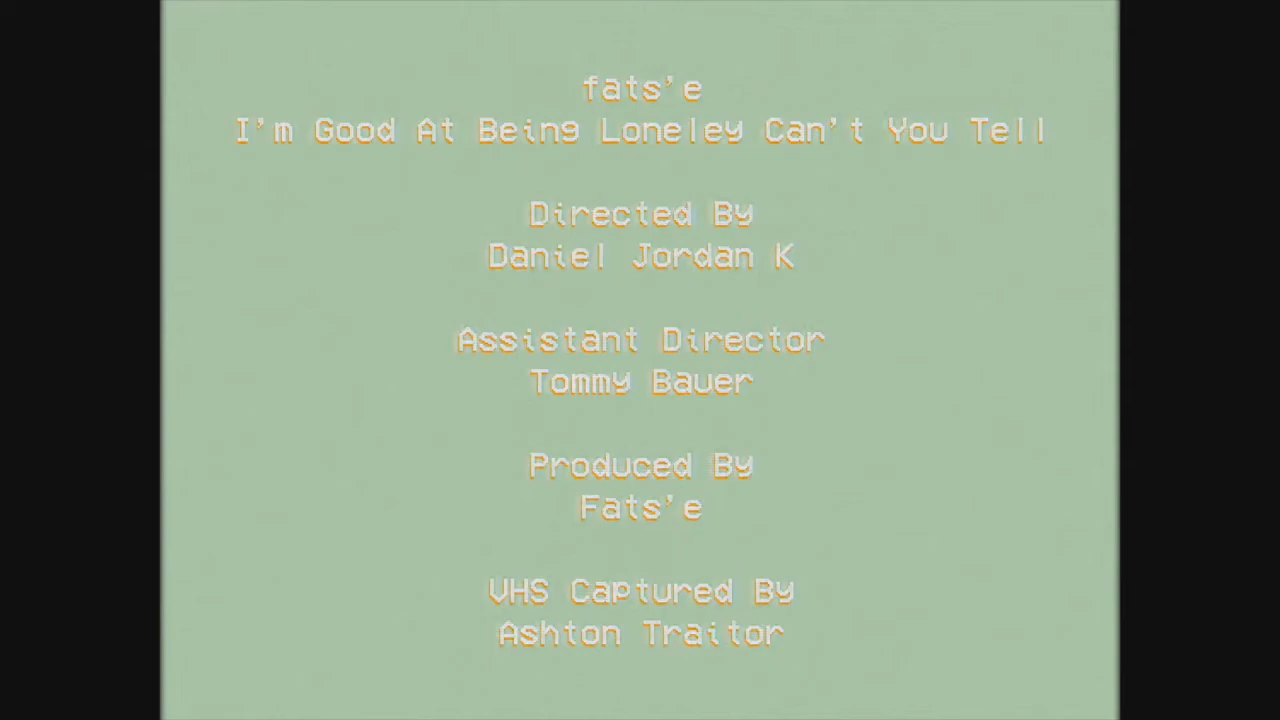 fats'e
I'm Good At Being Loneley Can't You Tell
Directed By
Daniel Jordan K
Assistant Director
Tommy Bauer
Produced By
Fats'e
VHS Captured By
Ashton Traitor